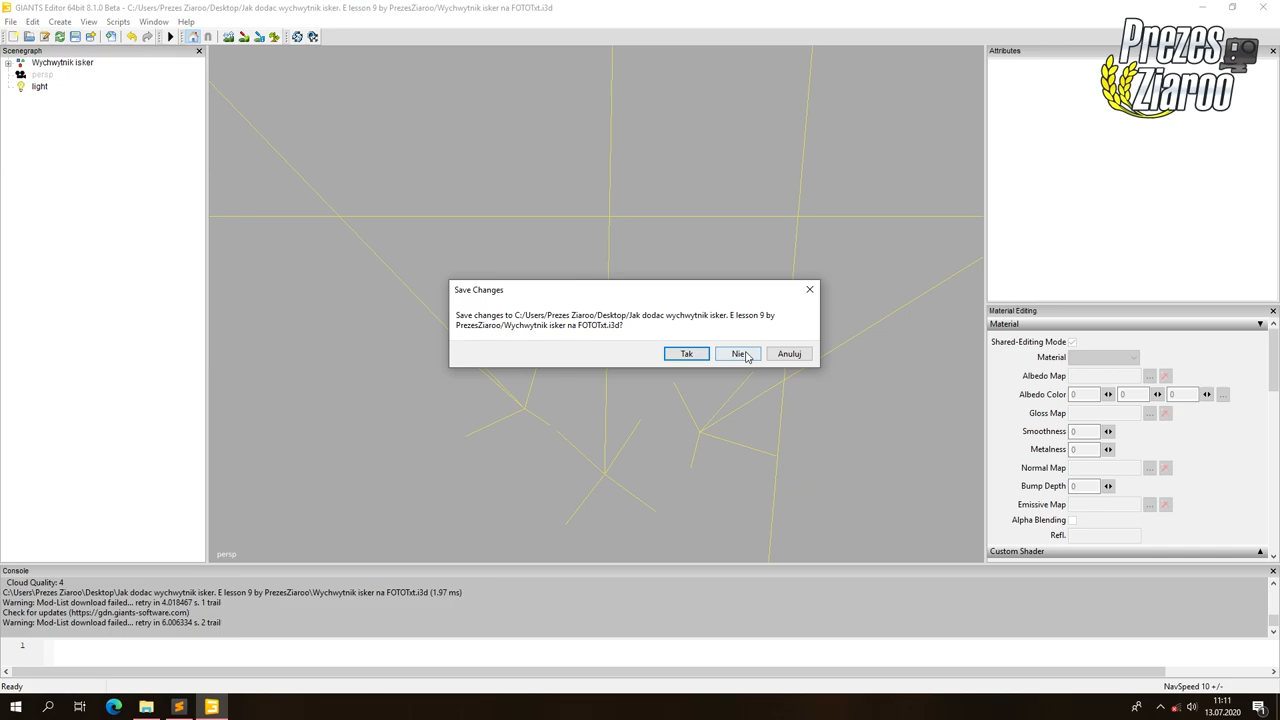 GIANTS Editor 64bit 8.1.0 Beta - C:/Users/Prezes Ziaroo/Desktop/Jak dodac wychwytnik isker. E lesson 9 by PrezesZiaroo/Wychwytnik isker na FOTOTxt.i3d
File Edit Create View Scripts Window Help
Prezes
Ziaroo
Scenegraph
Attributes
Wychwytnik isker
persp
light
Save Changes
Save changes to C:/Users/Prezes Ziaroo/Desktop/Jak dodac wychwytnik isker. E lesson 9 by
PrezesZiaroo/Wychwytnik isker na FOTOTxt.i3d?
Tak Nie Anuluj
Material Editing
Material
Shared-Editing Mode
Material
Albedo Map ...
Albedo Color 0 0 0 ...
Gloss Map ...
Smoothness 0
Metalness 0
Normal Map ...
Bump Depth 0
Emissive Map ...
Alpha Blending
Refl.
Custom Shader
persp
Console
Cloud Quality: 4
C:\Users\Prezes Ziaroo\Desktop\Jak dodac wychwytnik isker. E lesson 9 by PrezesZiaroo\Wychwytnik isker na FOTOTxt.i3d (1.97 ms)
Warning: Mod-List download failed... retry in 4.018467 s. 1 trail
Check for updates (https://gdn.giants-software.com)
Warning: Mod-List download failed... retry in 6.006334 s. 2 trail
1
Ready
NavSpeed 10 +/-
11:11
13.07.2020